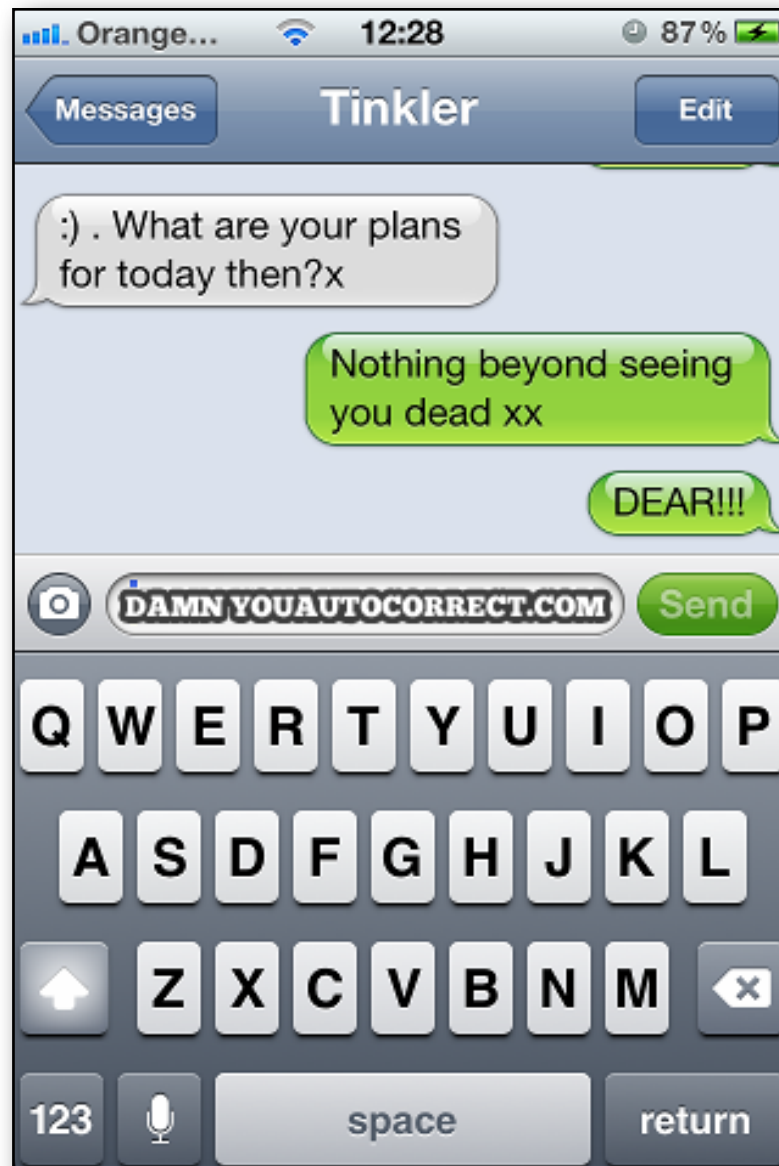 Orange... 12:28 87%
Messages Tinkler Edit
:) . What are your plans
for today then?x
Nothing beyond seeing
you dead xx
DEAR!!!
DAMN YOUAUTOCORRECT.COM Send
Q W E R T Y U I O P
A S D F G H J K L
Z X C V B N M
123 space return